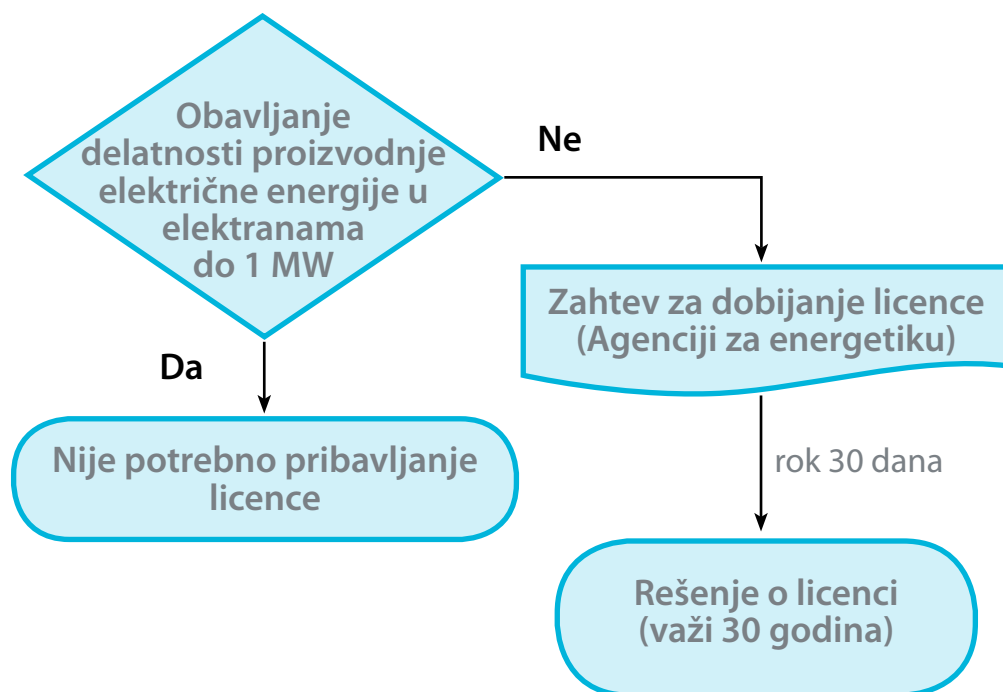 Obavljanje
delatnosti proizvodnje
električne energije u
elektranama
do 1 MW
Ne
Zahtev za dobijanje licence
(Agenciji za energetiku)
Da
Nije potrebno pribavljanje
licence
rok 30 dana
Rešenje o licenci
(važi 30 godina)